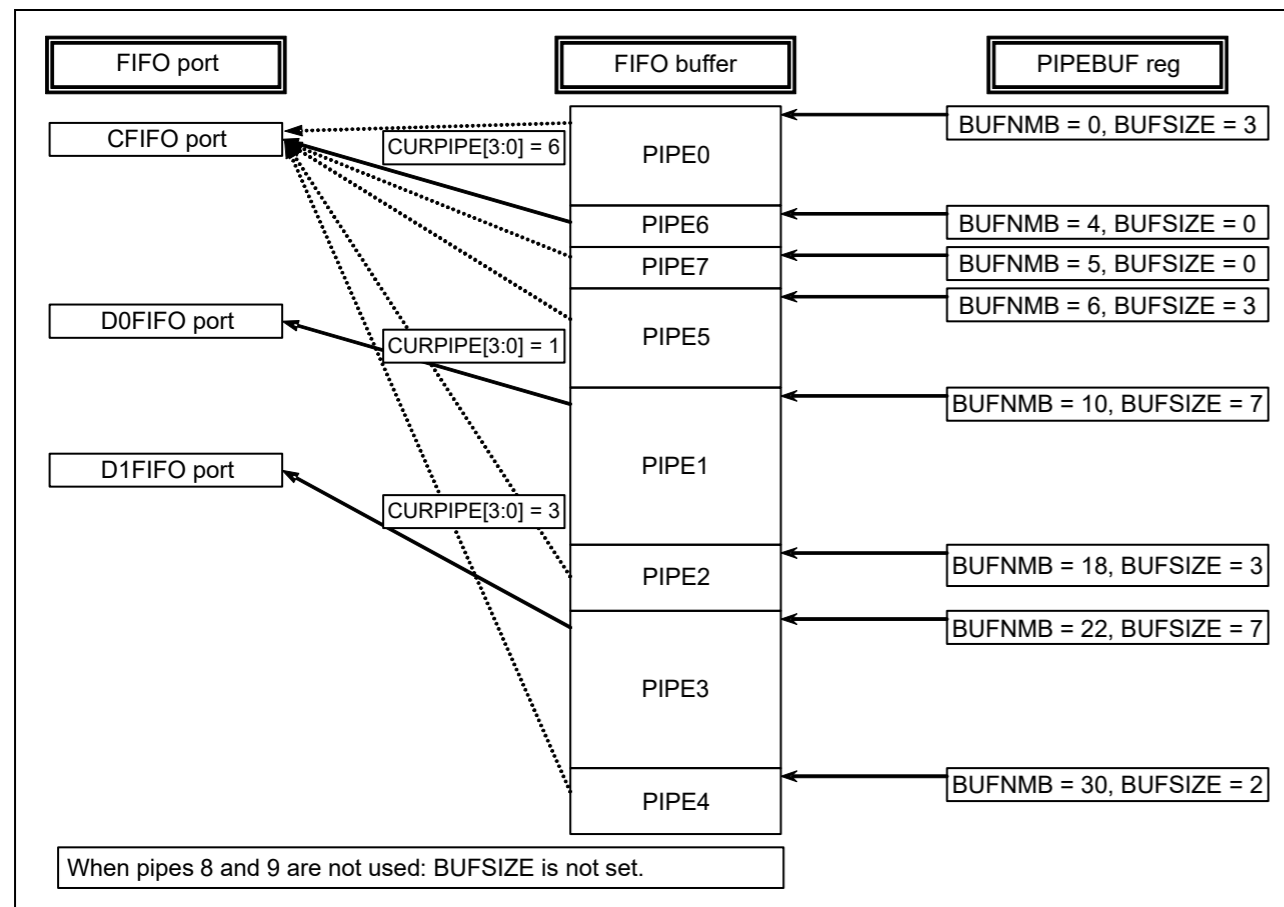 FIFO port
FIFO buffer
PIPEBUF reg
CFIFO port
CURPIPE[3:0] = 6
PIPE0
BUFNMB = 0, BUFSIZE = 3
PIPE6
BUFNMB = 4, BUFSIZE = 0
PIPE7
BUFNMB = 5, BUFSIZE = 0
D0FIFO port
CURPIPE[3:0] = 1
PIPE5
BUFNMB = 6, BUFSIZE = 3
D1FIFO port
PIPE1
BUFNMB = 10, BUFSIZE = 7
CURPIPE[3:0] = 3
PIPE2
BUFNMB = 18, BUFSIZE = 3
PIPE3
BUFNMB = 22, BUFSIZE = 7
PIPE4
BUFNMB = 30, BUFSIZE = 2
When pipes 8 and 9 are not used: BUFSIZE is not set.